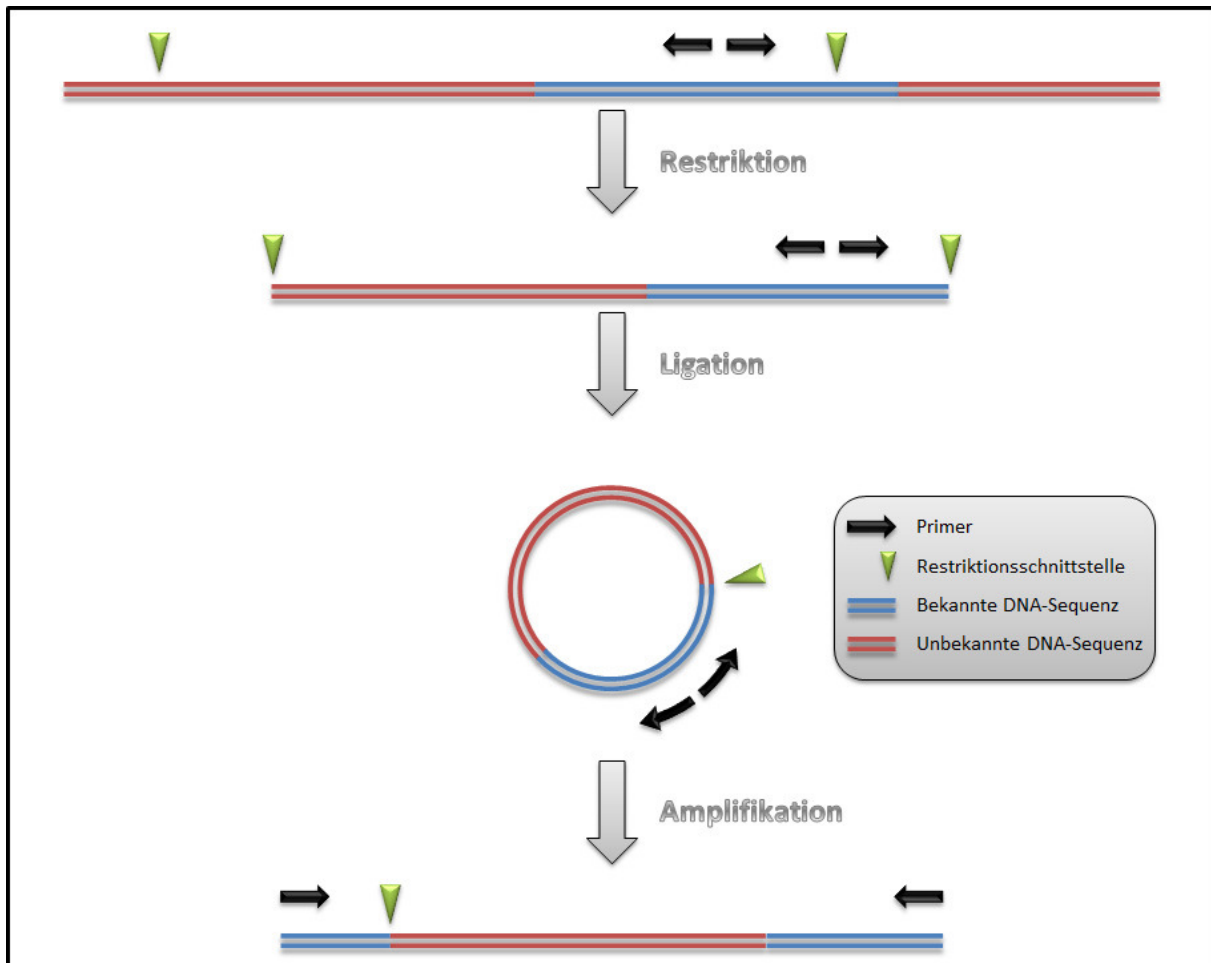 Restriktion
Ligation
Primer
Restriktionsschnittstelle
Bekannte DNA-Sequenz
Unbekannte DNA-Sequenz
Amplifikation